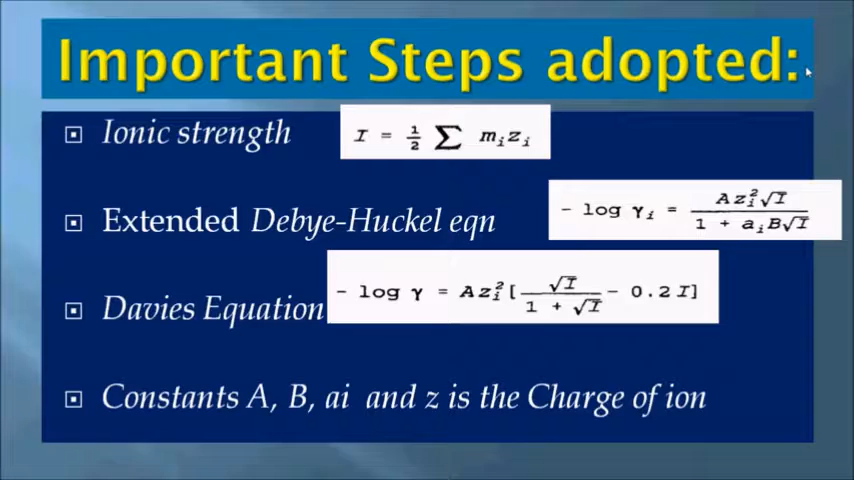 Important Steps adopted:
Ionic strength I = ½ ∑ mᵢzᵢ
Extended Debye-Huckel eqn − log γᵢ = Azᵢ²√I / 1 + aᵢB√I
Davies Equation − log γ = Azᵢ²[√I / 1 + √I − 0.2I]
Constants A, B, ai and z is the Charge of ion